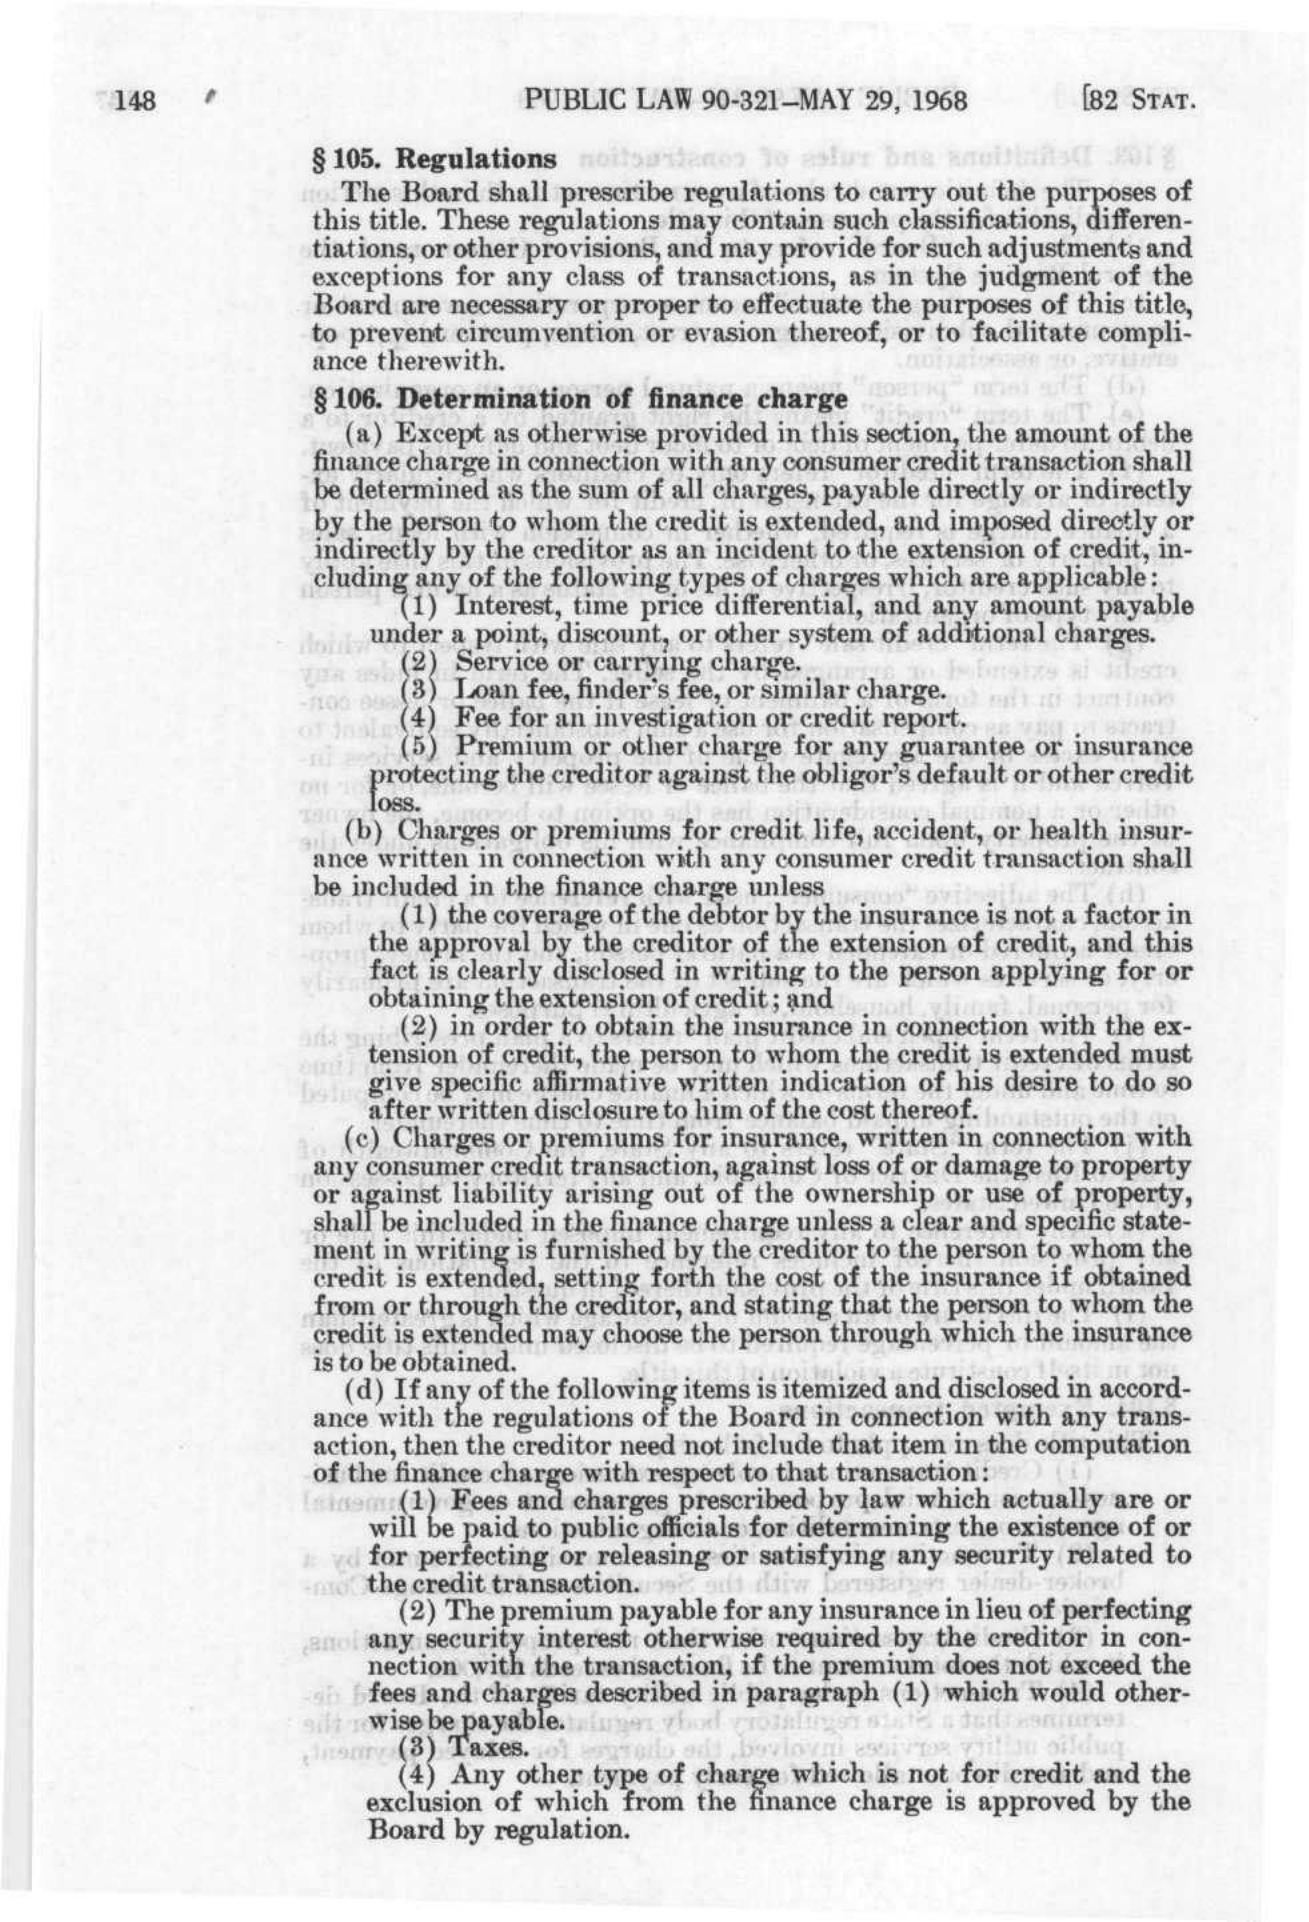 148 PUBLIC LAW 90-321–MAY 29, 1968 [82 STAT.
§ 105. Regulations
The Board shall prescribe regulations to carry out the purposes of
this title. These regulations may contain such classifications, differen-
tiations, or other provisions, and may provide for such adjustments and
exceptions for any class of transactions, as in the judgment of the
Board are necessary or proper to effectuate the purposes of this title,
to prevent circumvention or evasion thereof, or to facilitate compli-
ance therewith.
§ 106. Determination of finance charge
(a) Except as otherwise provided in this section, the amount of the
finance charge in connection with any consumer credit transaction shall
be determined as the sum of all charges, payable directly or indirectly
by the person to whom the credit is extended, and imposed directly or
indirectly by the creditor as an incident to the extension of credit, in-
cluding any of the following types of charges which are applicable:
(1) Interest, time price differential, and any amount payable
under a point, discount, or other system of additional charges.
(2) Service or carrying charge.
(3) Loan fee, finder's fee, or similar charge.
(4) Fee for an investigation or credit report.
(5) Premium or other charge for any guarantee or insurance
protecting the creditor against the obligor's default or other credit
loss.
(b) Charges or premiums for credit life, accident, or health insur-
ance written in connection with any consumer credit transaction shall
be included in the finance charge unless
(1) the coverage of the debtor by the insurance is not a factor in
the approval by the creditor of the extension of credit, and this
fact is clearly disclosed in writing to the person applying for or
obtaining the extension of credit; and
(2) in order to obtain the insurance in connection with the ex-
tension of credit, the person to whom the credit is extended must
give specific affirmative written indication of his desire to do so
after written disclosure to him of the cost thereof.
(c) Charges or premiums for insurance, written in connection with
any consumer credit transaction, against loss of or damage to property
or against liability arising out of the ownership or use of property,
shall be included in the finance charge unless a clear and specific state-
ment in writing is furnished by the creditor to the person to whom the
credit is extended, setting forth the cost of the insurance if obtained
from or through the creditor, and stating that the person to whom the
credit is extended may choose the person through which the insurance
is to be obtained.
(d) If any of the following items is itemized and disclosed in accord-
ance with the regulations of the Board in connection with any trans-
action, then the creditor need not include that item in the computation
of the finance charge with respect to that transaction:
(1) Fees and charges prescribed by law which actually are or
will be paid to public officials for determining the existence of or
for perfecting or releasing or satisfying any security related to
the credit transaction.
(2) The premium payable for any insurance in lieu of perfecting
any security interest otherwise required by the creditor in con-
nection with the transaction, if the premium does not exceed the
fees and charges described in paragraph (1) which would other-
wise be payable.
(3) Taxes.
(4) Any other type of charge which is not for credit and the
exclusion of which from the finance charge is approved by the
Board by regulation.